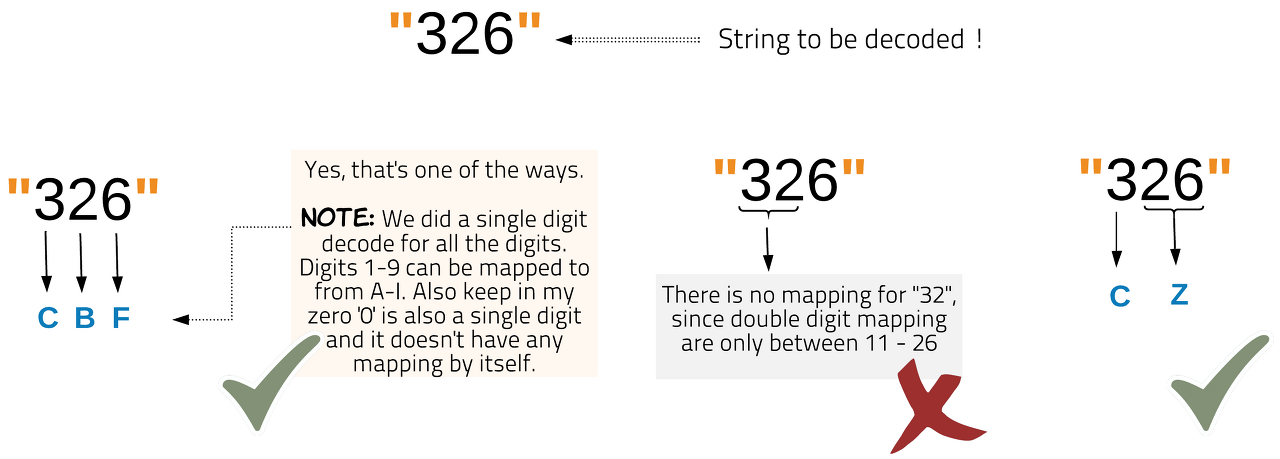 "326"
String to be decoded !
"326"
C B F
Yes, that's one of the ways.
NOTE: We did a single digit
decode for all the digits.
Digits 1-9 can be mapped to
from A-I. Also keep in my
zero '0' is also a single digit
and it doesn't have any
mapping by itself.
"326"
There is no mapping for "32",
since double digit mapping
are only between 11 - 26
"326"
C Z